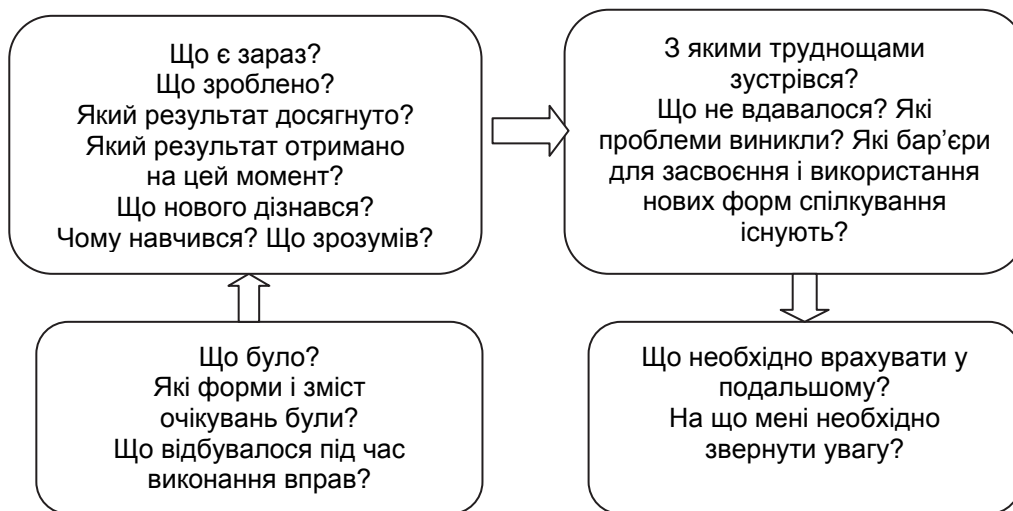 Що є зараз?
Що зроблено?
Який результат досягнуто?
Який результат отримано
на цей момент?
Що нового дізнався?
Чому навчився? Що зрозумів?
З якими труднощами
зустрівся?
Що не вдавалося? Які
проблеми виникли? Які бар’єри
для засвоєння і використання
нових форм спілкування
існують?
Що було?
Які форми і зміст
очікувань були?
Що відбувалося під час
виконання вправ?
Що необхідно врахувати у
подальшому?
На що мені необхідно
звернути увагу?